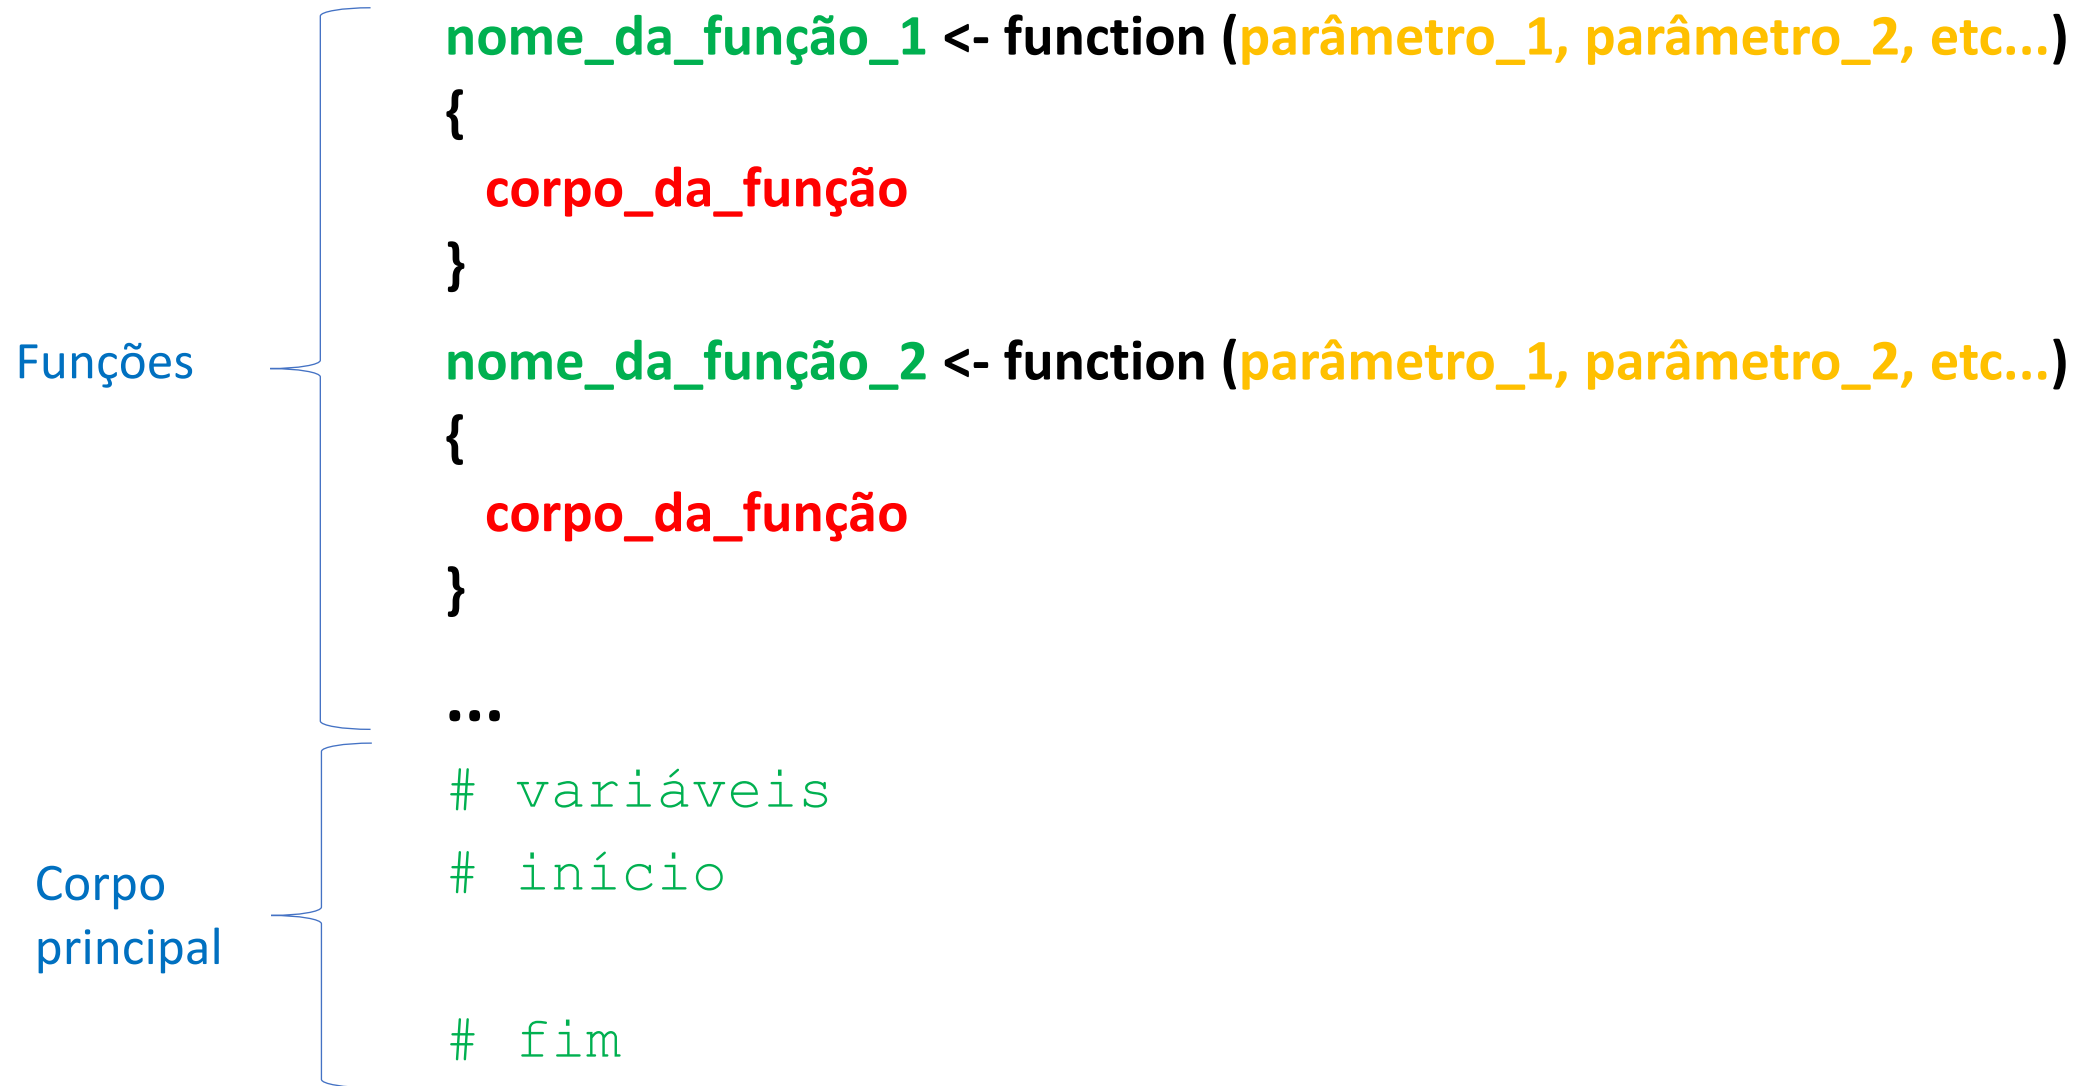 nome_da_função_1 <- function (parâmetro_1, parâmetro_2, etc...)
{
corpo_da_função
}
Funções
nome_da_função_2 <- function (parâmetro_1, parâmetro_2, etc...)
{
corpo_da_função
}
...
# variáveis
# início
Corpo
principal
# fim